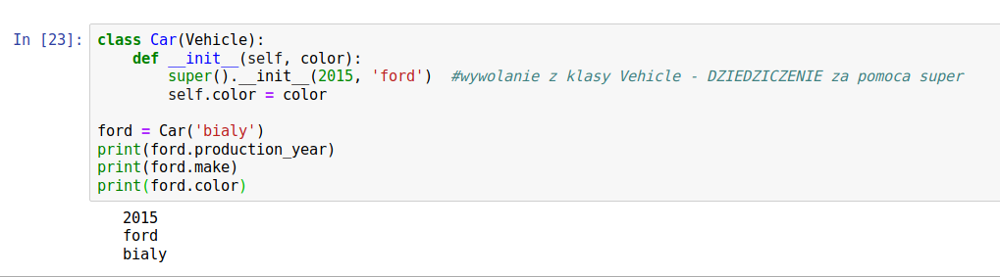 In [23]: class Car(Vehicle):
    def __init__(self, color):
        super().__init__(2015, 'ford')  #wywolanie z klasy Vehicle - DZIEDZICZENIE za pomoca super
        self.color = color

ford = Car('bialy')
print(ford.production_year)
print(ford.make)
print(ford.color)
2015
ford
bialy